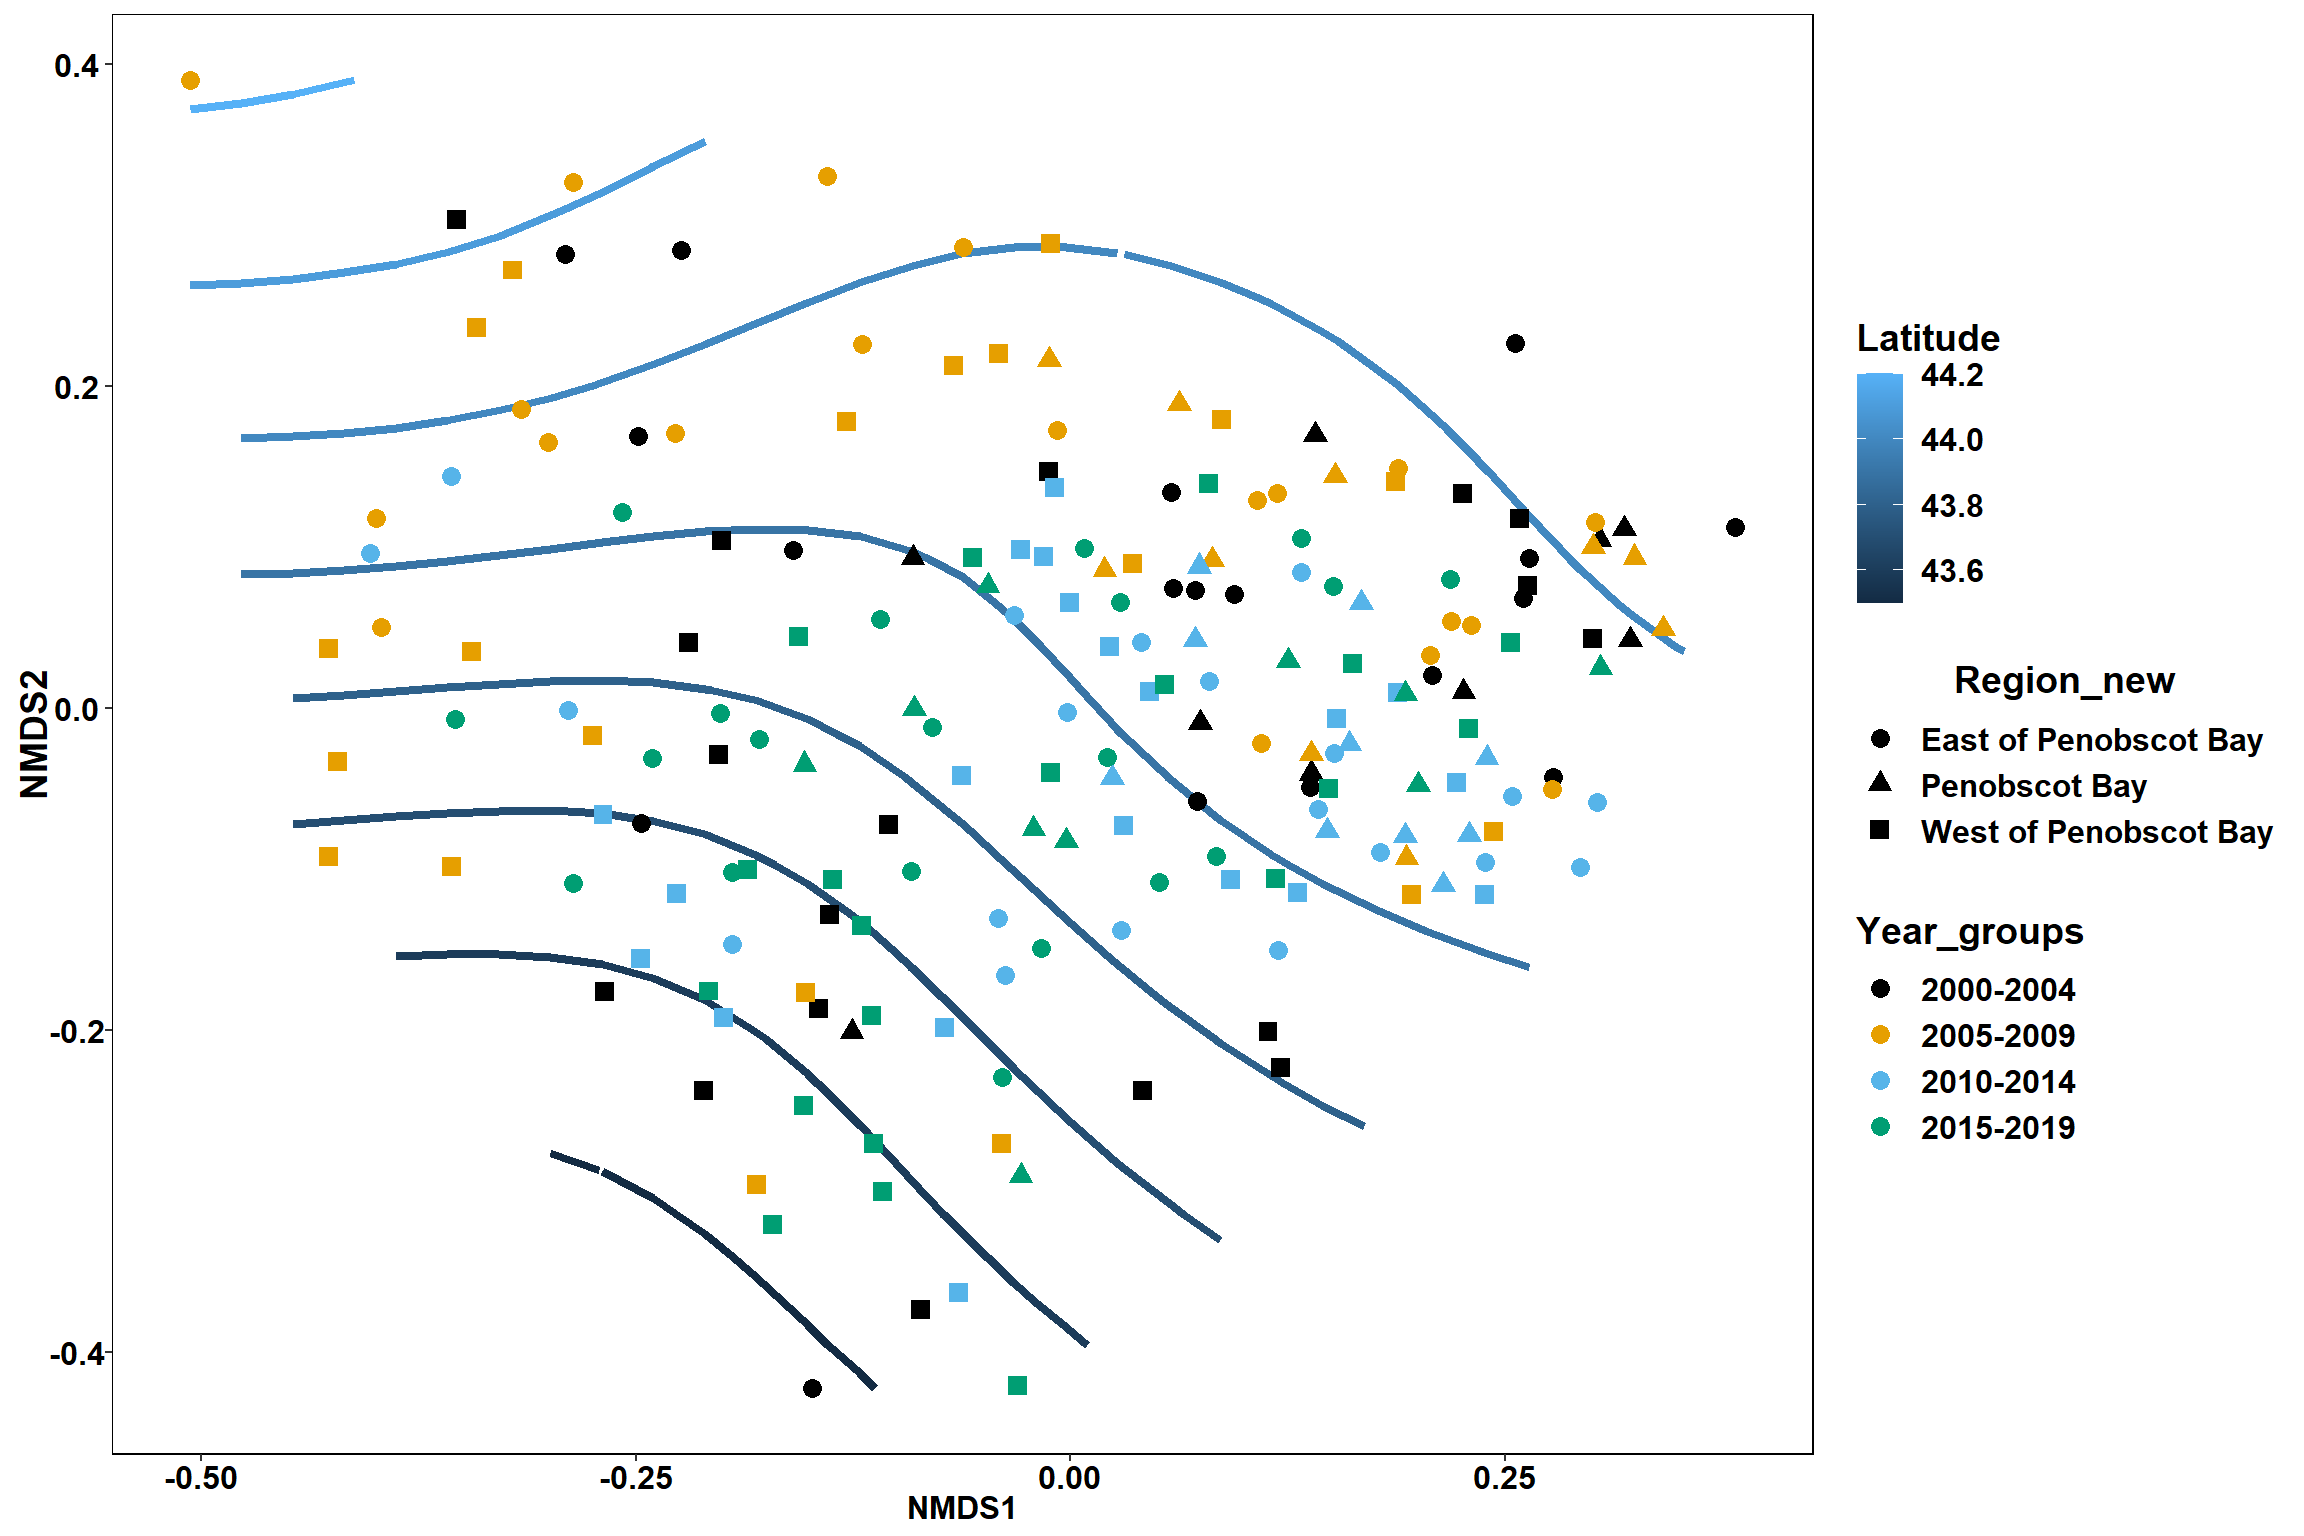 0.4
0.2
0.0
-0.2
-0.4
NMDS2
-0.50
-0.25
0.00
0.25
NMDS1
Latitude
44.2
44.0
43.8
43.6
Region_new
East of Penobscot Bay
Penobscot Bay
West of Penobscot Bay
Year_groups
2000-2004
2005-2009
2010-2014
2015-2019